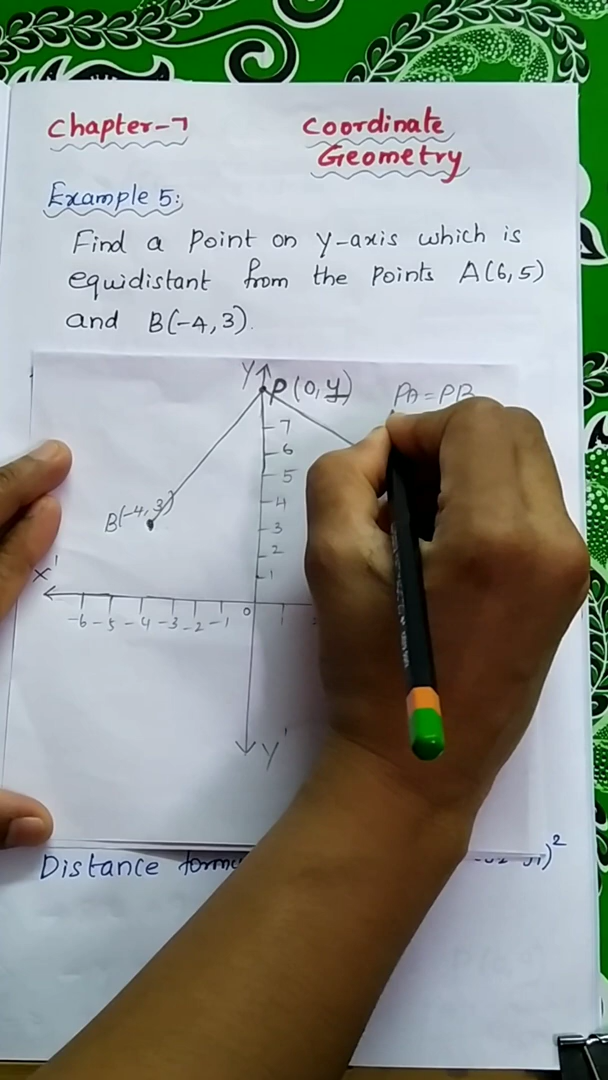 Chapter-7
Coordinate
Geometry
Example 5:
Find a Point on y-axis which is
equidistant from the Points A(6,5)
and B(-4,3).
Y
P(0,y)
PA=PB
7
6
5
4
3
2
1
B(-4,3)
X'
-6 -5 -4 -3 -2 -1 0 1
Y'
Distance
)²